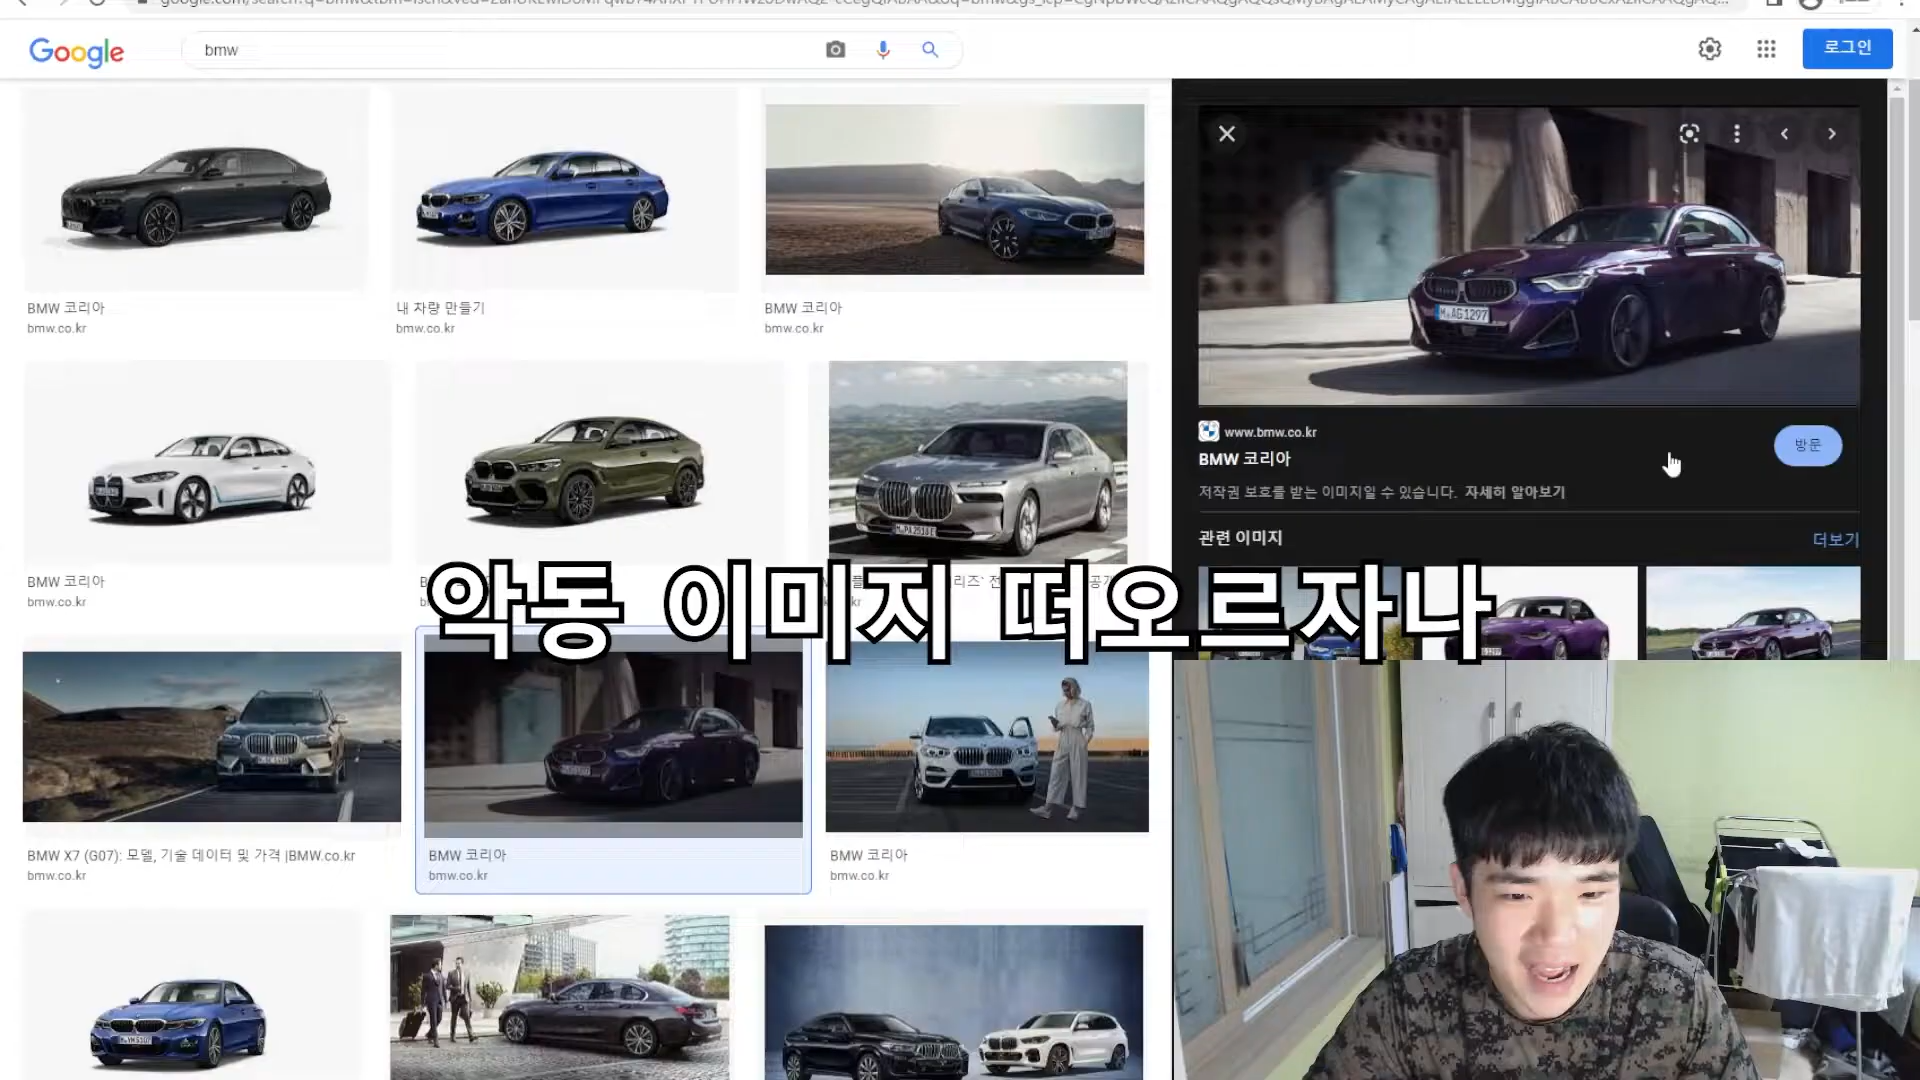 Google
bmw
로그인
BMW 코리아
bmw.co.kr
내 차량 만들기
bmw.co.kr
BMW 코리아
bmw.co.kr
M AG 1297
www.bmw.co.kr
BMW 코리아
방문
저작권 보호를 받는 이미지일 수 있습니다. 자세히 알아보기
관련 이미지
더보기
BMW 코리아
bmw.co.kr
악동 이미지 떠오르자나
BMW X7 (G07): 모델, 기술 데이터 및 가격 |BMW.co.kr
bmw.co.kr
BMW 코리아
bmw.co.kr
BMW 코리아
bmw.co.kr